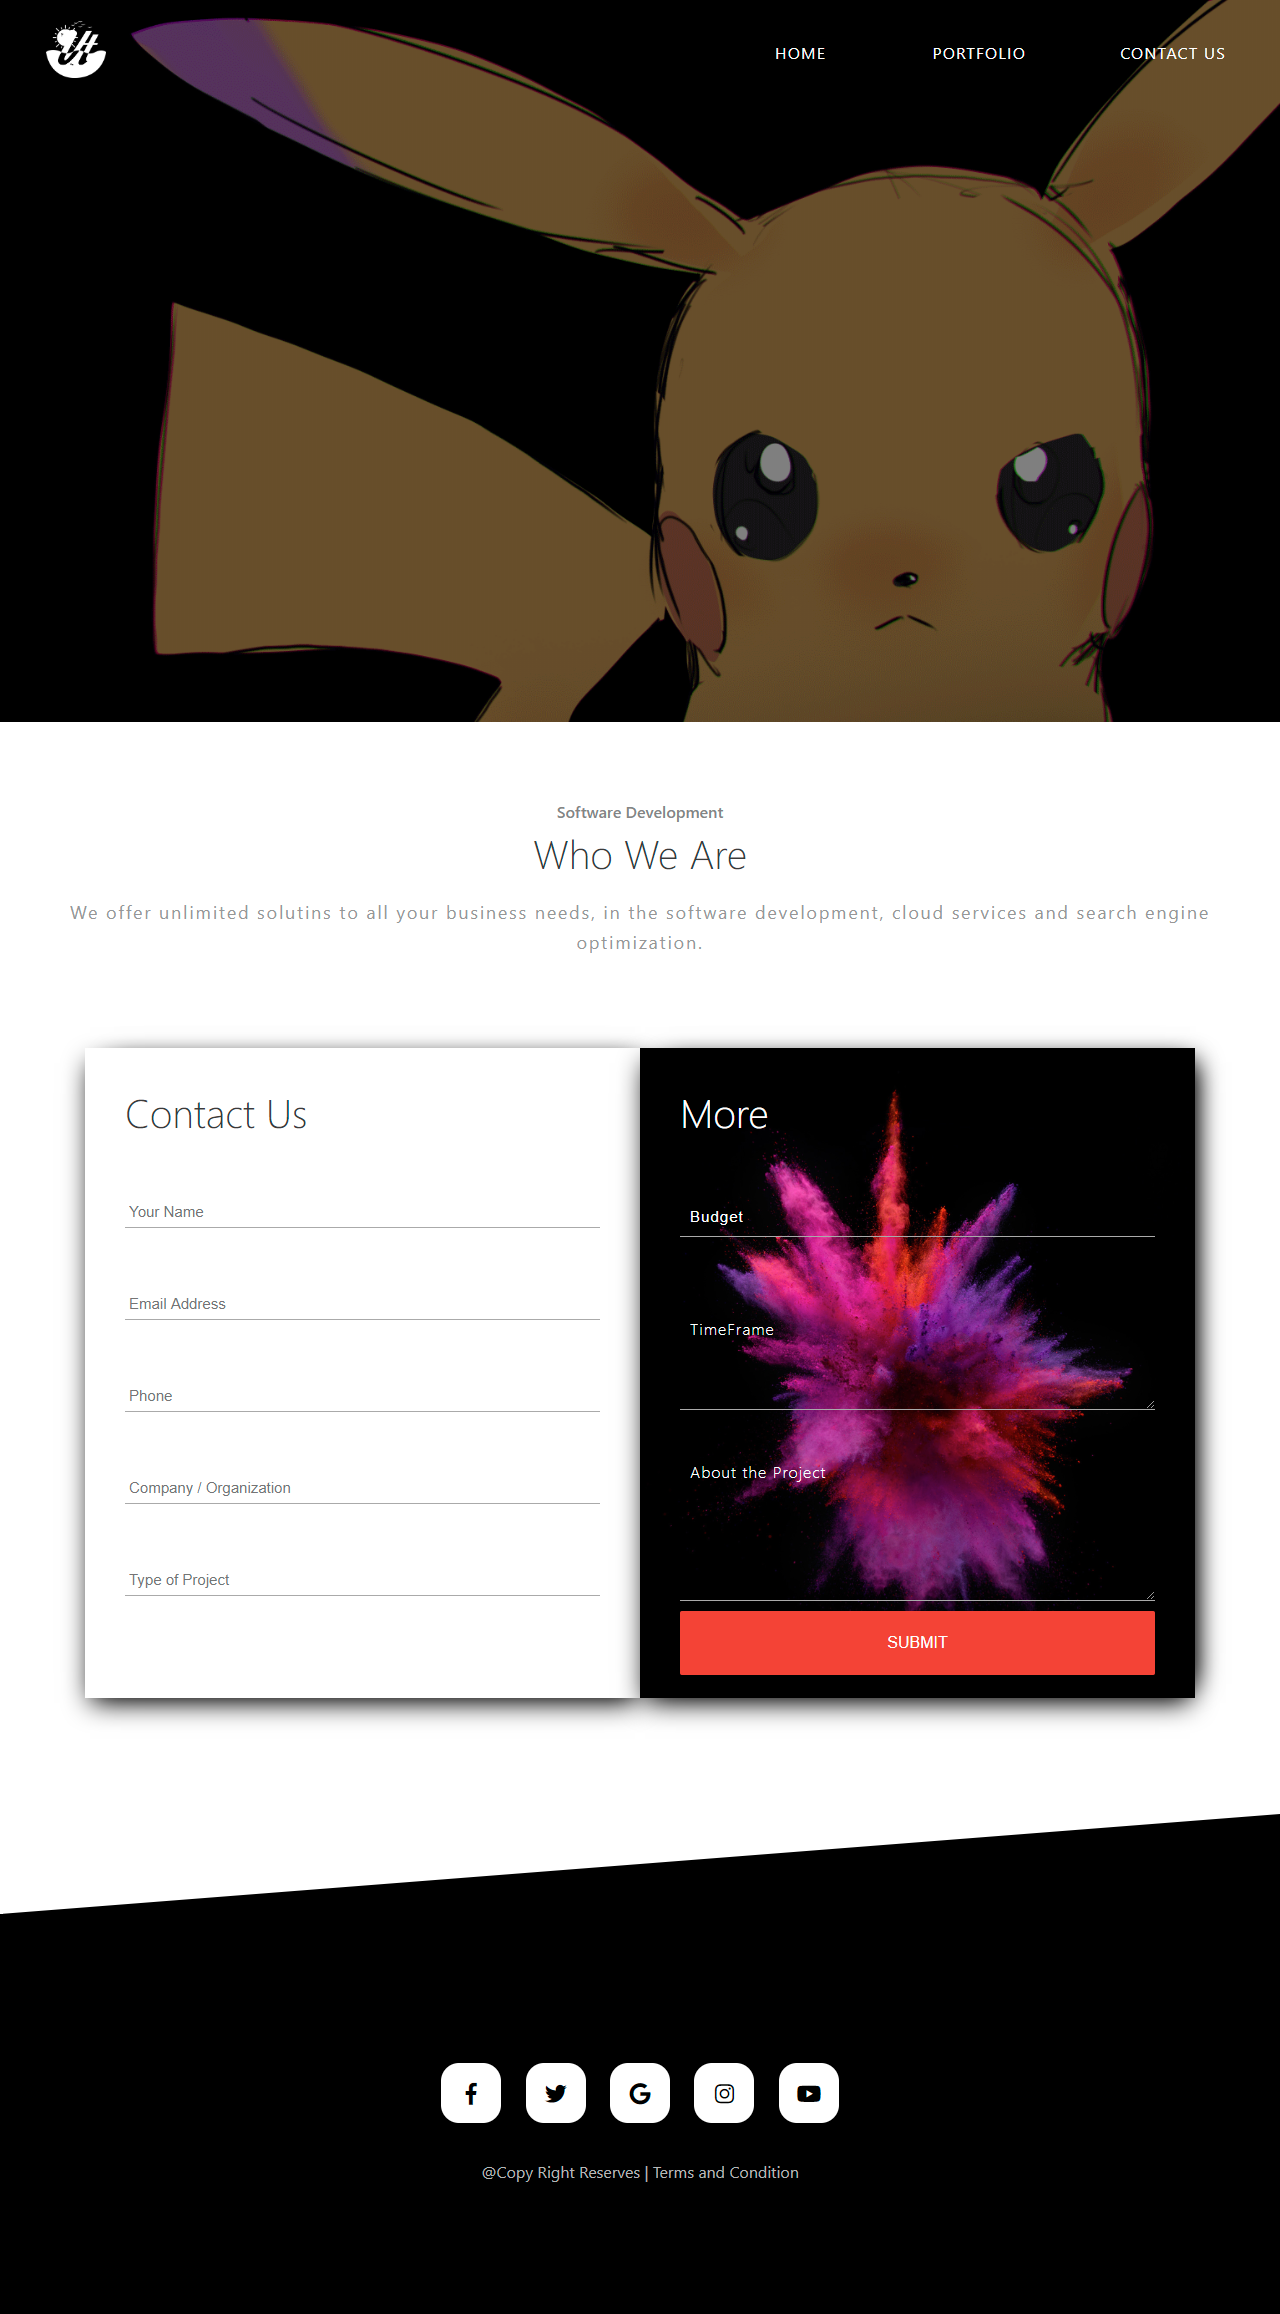 HOME PORTFOLIO CONTACT US
Software Development
Who We Are
We offer unlimited solutins to all your business needs, in the software development, cloud services and search engine
optimization.
Contact Us
Your Name
Email Address
Phone
Company / Organization
Type of Project
More
Budget
TimeFrame
About the Project
SUBMIT
@Copy Right Reserves | Terms and Condition